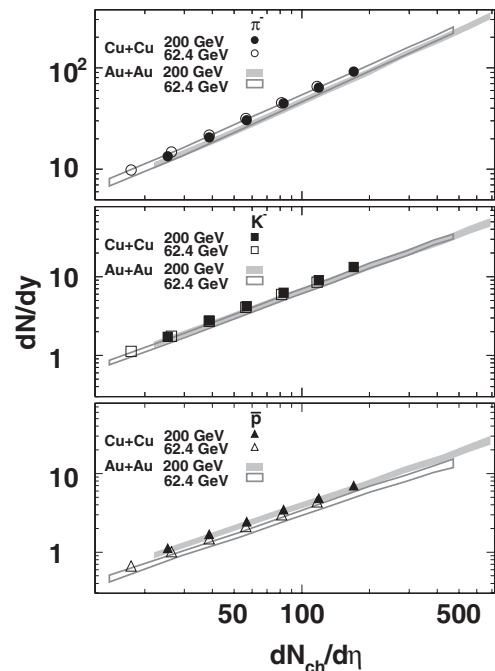 π⁻
Cu+Cu 200 GeV
62.4 GeV
Au+Au 200 GeV
62.4 GeV
10²
10
K⁻
Cu+Cu 200 GeV
62.4 GeV
Au+Au 200 GeV
62.4 GeV
10
1
dN/dy
p̅
Cu+Cu 200 GeV
62.4 GeV
Au+Au 200 GeV
62.4 GeV
10
1
50 100 500
dN_ch/dη